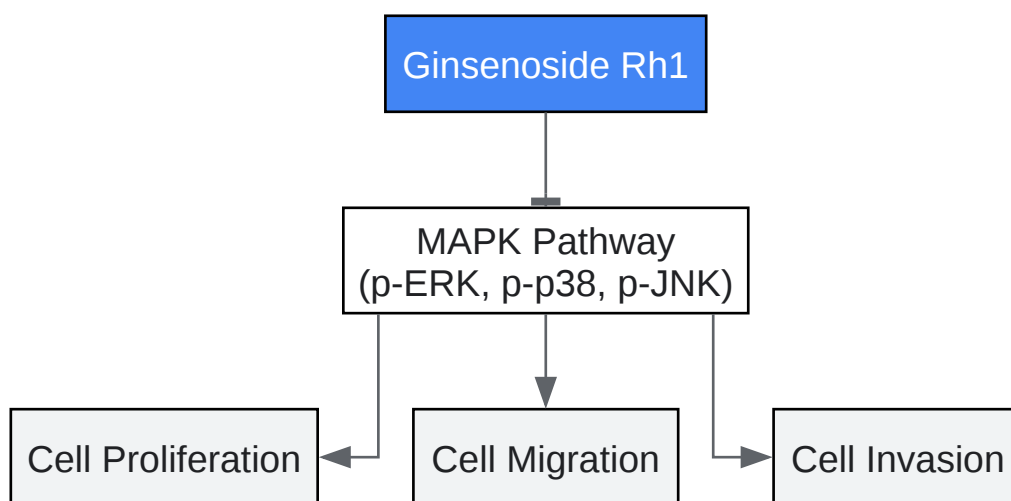 Ginsenoside Rh1
MAPK Pathway
(p-ERK, p-p38, p-JNK)
Cell Proliferation
Cell Migration
Cell Invasion